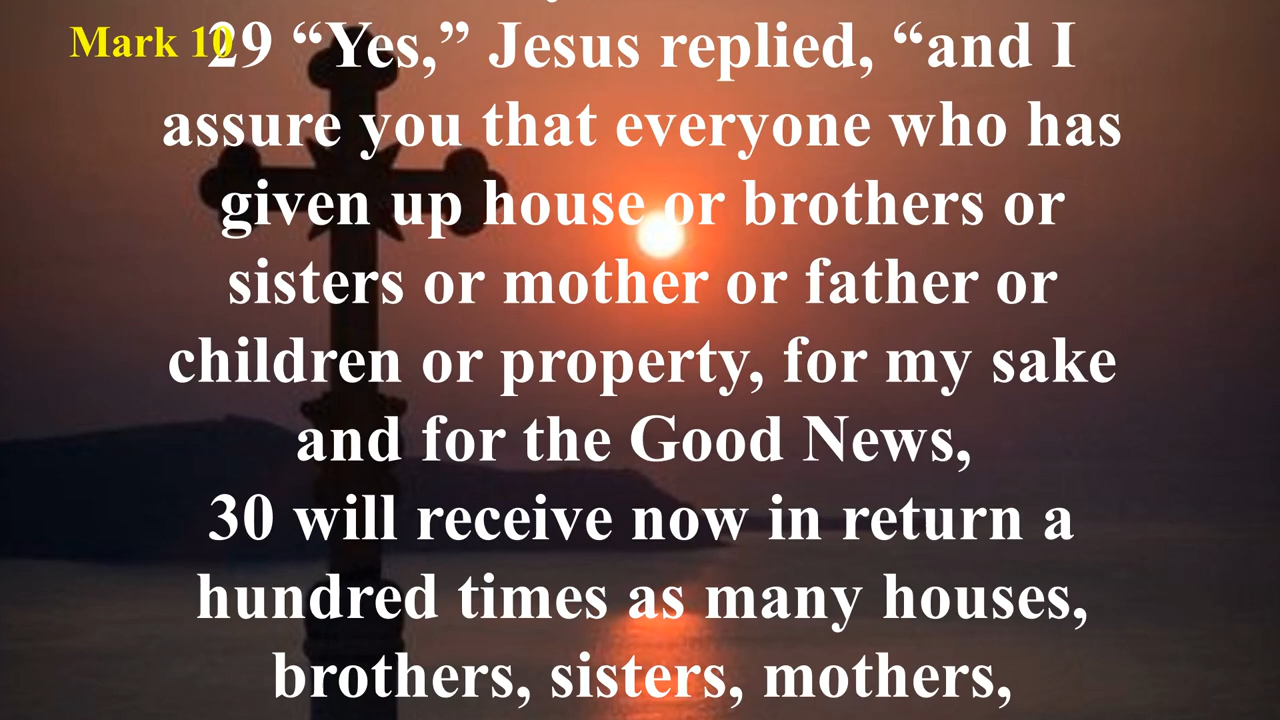 Mark 10
29 “Yes,” Jesus replied, “and I
assure you that everyone who has
given up house or brothers or
sisters or mother or father or
children or property, for my sake
and for the Good News,
30 will receive now in return a
hundred times as many houses,
brothers, sisters, mothers,